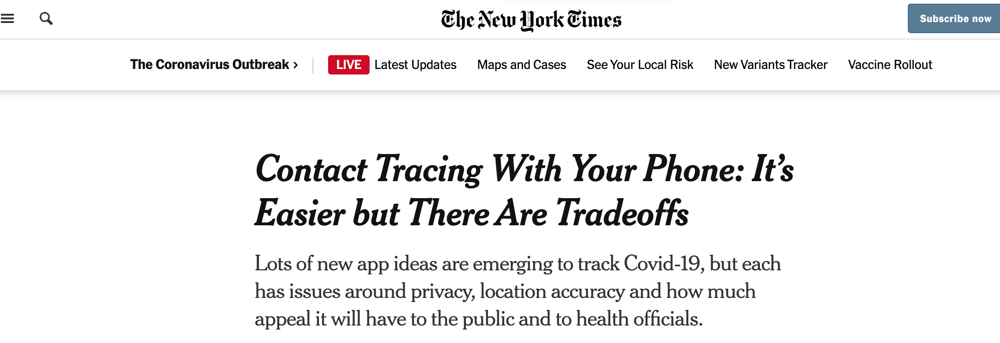 The New York Times
Subscribe now
The Coronavirus Outbreak ›
LIVE Latest Updates Maps and Cases See Your Local Risk New Variants Tracker Vaccine Rollout
Contact Tracing With Your Phone: It’s
Easier but There Are Tradeoffs
Lots of new app ideas are emerging to track Covid-19, but each
has issues around privacy, location accuracy and how much
appeal it will have to the public and to health officials.